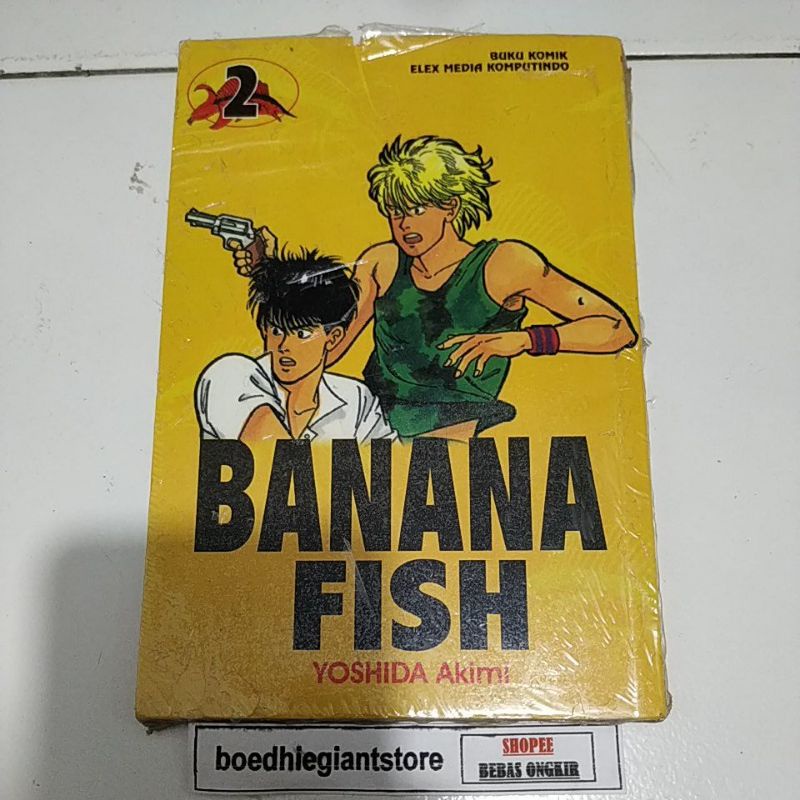 2
BUKU KOMIK
ELEX MEDIA KOMPUTINDO
BANANA
FISH
YOSHIDA Akimi
boedhiegiantstore
SHOPEE
BEBAS ONGKIR